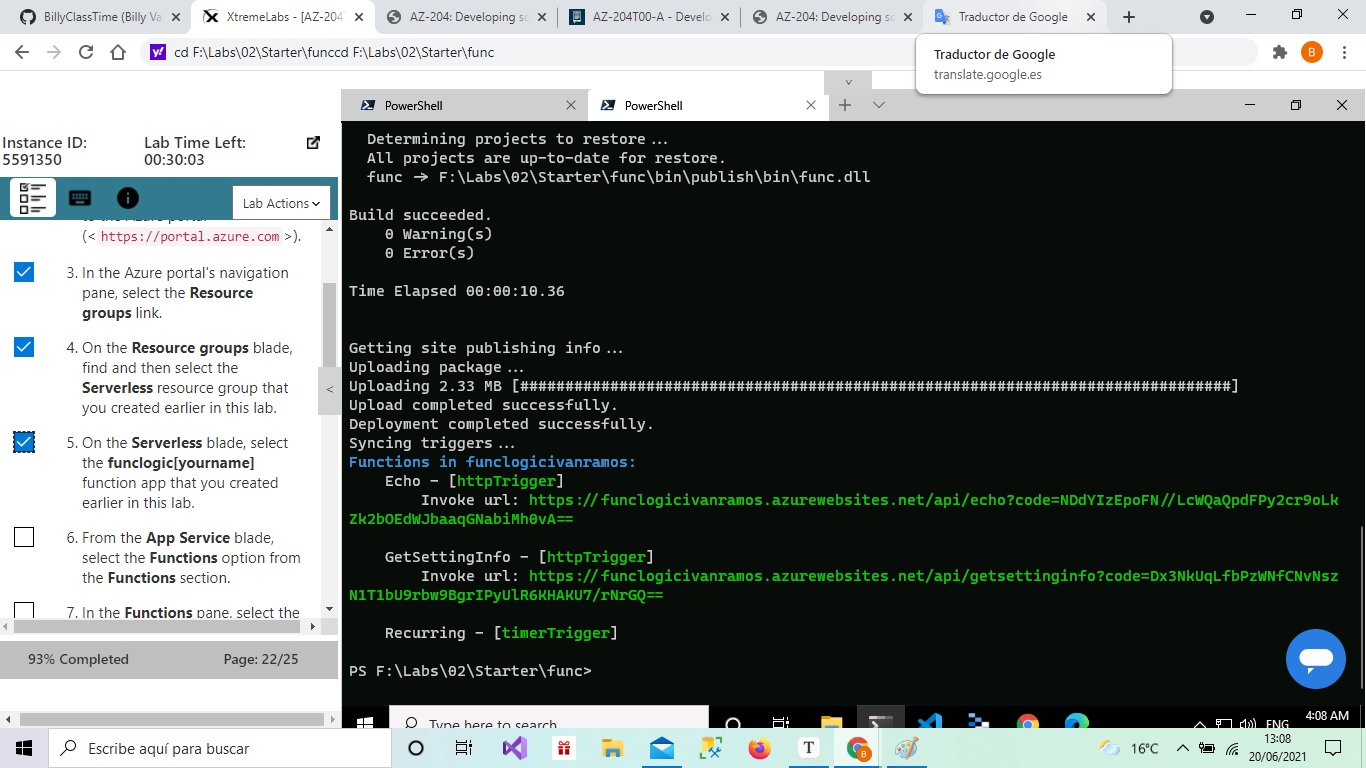 BillyClassTime (Billy Va
XtremeLabs - [AZ-204T
AZ-204: Developing so
AZ-204T00-A - Develo
AZ-204: Developing so
Traductor de Google
cd F:\Labs\02\Starter\funccd F:\Labs\02\Starter\func
B
Traductor de Google
translate.google.es
PowerShell
PowerShell
Instance ID:
5591350
Lab Time Left:
00:30:03
Lab Actions
to the Azure portal
(< https://portal.azure.com >).
3. In the Azure portal's navigation
pane, select the Resource
groups link.
4. On the Resource groups blade,
find and then select the
Serverless resource group that
you created earlier in this lab.
5. On the Serverless blade, select
the funclogic[yourname]
function app that you created
earlier in this lab.
6. From the App Service blade,
select the Functions option from
the Functions section.
7. In the Functions pane, select the
93% Completed
Page: 22/25
Determining projects to restore...
All projects are up-to-date for restore.
func -> F:\Labs\02\Starter\func\bin\publish\bin\func.dll
Build succeeded.
0 Warning(s)
0 Error(s)
Time Elapsed 00:00:10.36
Getting site publishing info...
Uploading package...
Uploading 2.33 MB [###############################################################################]
Upload completed successfully.
Deployment completed successfully.
Syncing triggers...
Functions in funclogicivanramos:
Echo - [httpTrigger]
Invoke url: https://funclogicivanramos.azurewebsites.net/api/echo?code=NDdYIzEpoFN//LcWQaQpdFPy2cr9oLk
Zk2bOEdWJbaaqGNabiMh0vA==
GetSettingInfo - [httpTrigger]
Invoke url: https://funclogicivanramos.azurewebsites.net/api/getsettinginfo?code=Dx3NkUqLfbPzWNfCNvNsz
N1T1bU9rbw9BgrIPyUlR6KHAKU7/rNrGQ==
Recurring - [timerTrigger]
PS F:\Labs\02\Starter\func>
Type here to search
ENG
4:08 AM
Escribe aquí para buscar
T
B
16°C
13:08
20/06/2021